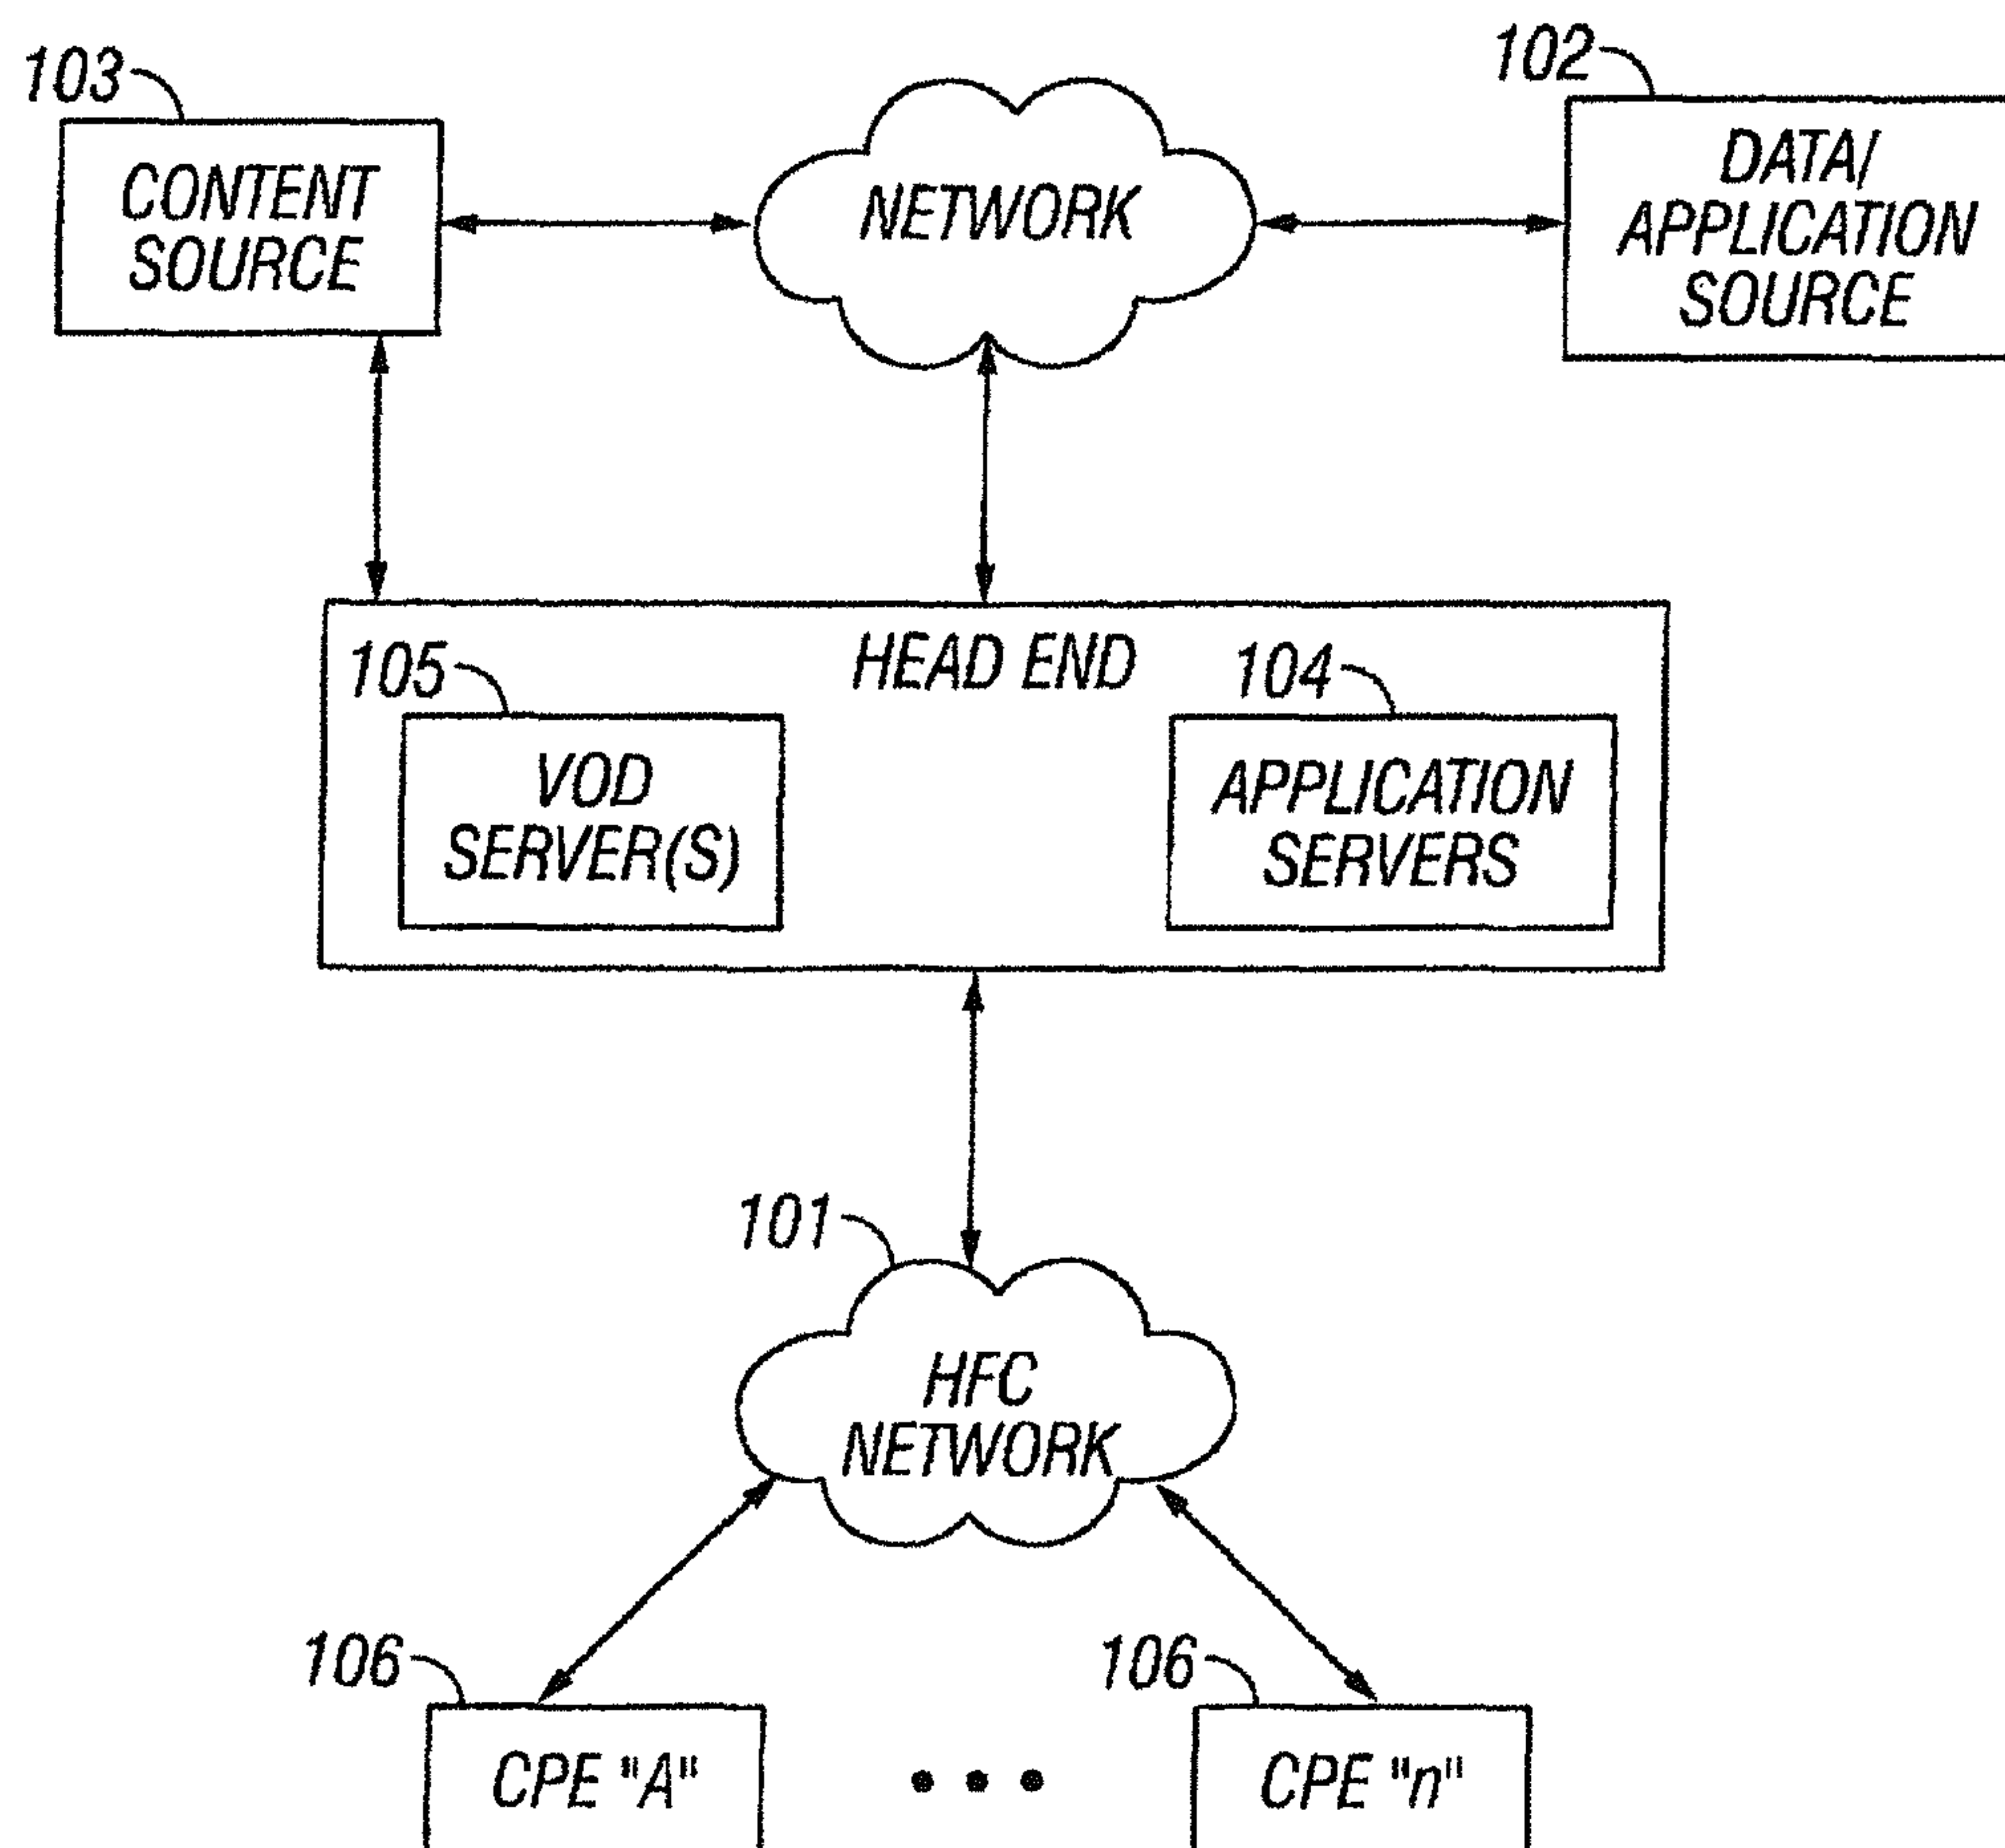 103
102
CONTENT
SOURCE
NETWORK
DATA/
APPLICATION
SOURCE
HEAD END
105
104
VOD
SERVER(S)
APPLICATION
SERVERS
101
HFC
NETWORK
106
106
CPE "A"
• • •
CPE "n"